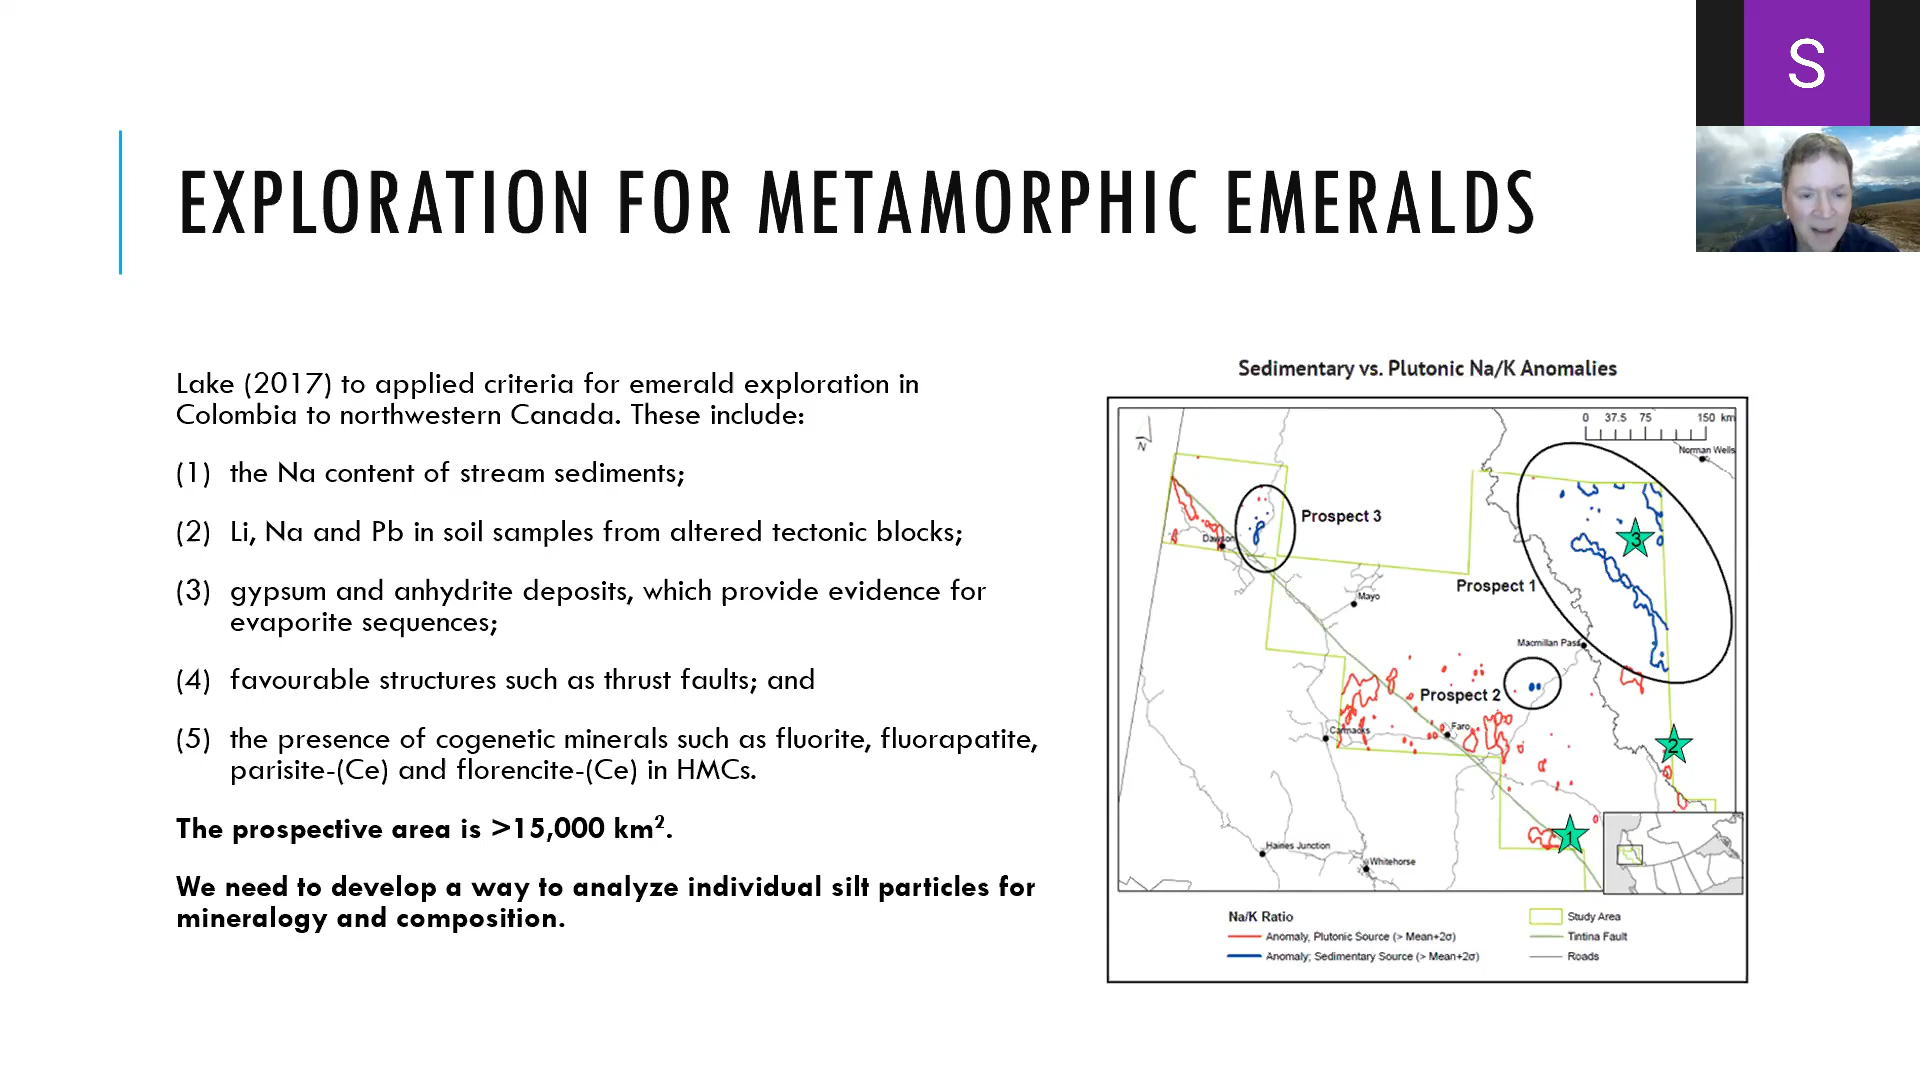 S
EXPLORATION FOR METAMORPHIC EMERALDS
Lake (2017) to applied criteria for emerald exploration in
Colombia to northwestern Canada. These include:
(1) the Na content of stream sediments;
(2) Li, Na and Pb in soil samples from altered tectonic blocks;
(3) gypsum and anhydrite deposits, which provide evidence for
evaporite sequences;
(4) favourable structures such as thrust faults; and
(5) the presence of cogenetic minerals such as fluorite, fluorapatite,
parisite-(Ce) and florencite-(Ce) in HMCs.
The prospective area is >15,000 km².
We need to develop a way to analyze individual silt particles for
mineralogy and composition.
Sedimentary vs. Plutonic Na/K Anomalies
0 37.5 75 150 km
N
Norman Wells
Prospect 3
Dawson
3
Prospect 1
Mayo
Macmillan Pass
Prospect 2
Faro
Carmacks
2
1
Haines Junction
Whitehorse
Na/K Ratio
Anomaly, Plutonic Source (> Mean+2σ)
Anomaly, Sedimentary Source (> Mean+2σ)
Study Area
Tintina Fault
Roads